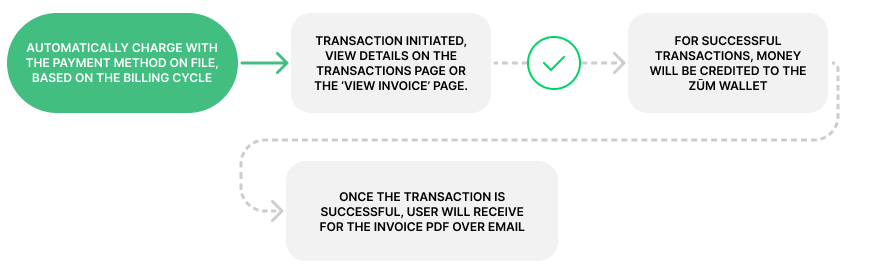 AUTOMATICALLY CHARGE WITH
THE PAYMENT METHOD ON FILE,
BASED ON THE BILLING CYCLE
TRANSACTION INITIATED,
VIEW DETAILS ON THE
TRANSACTIONS PAGE OR
THE ‘VIEW INVOICE’ PAGE.
FOR SUCCESSFUL
TRANSACTIONS, MONEY
WILL BE CREDITED TO THE
ZŪM WALLET
ONCE THE TRANSACTION IS
SUCCESSFUL, USER WILL RECEIVE
FOR THE INVOICE PDF OVER EMAIL